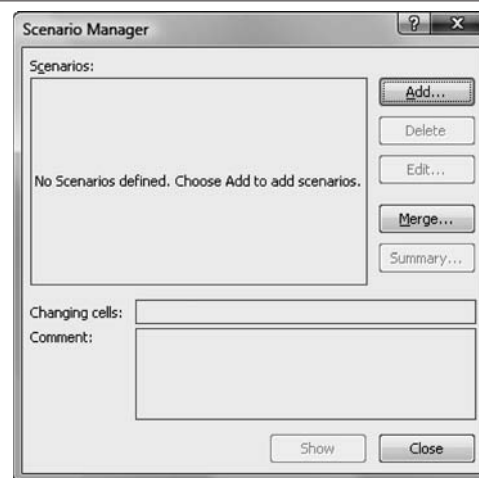 Scenario Manager
? X
Scenarios:
No Scenarios defined. Choose Add to add scenarios.
Add...
Delete
Edit...
Merge...
Summary...
Changing cells:
Comment:
Show
Close